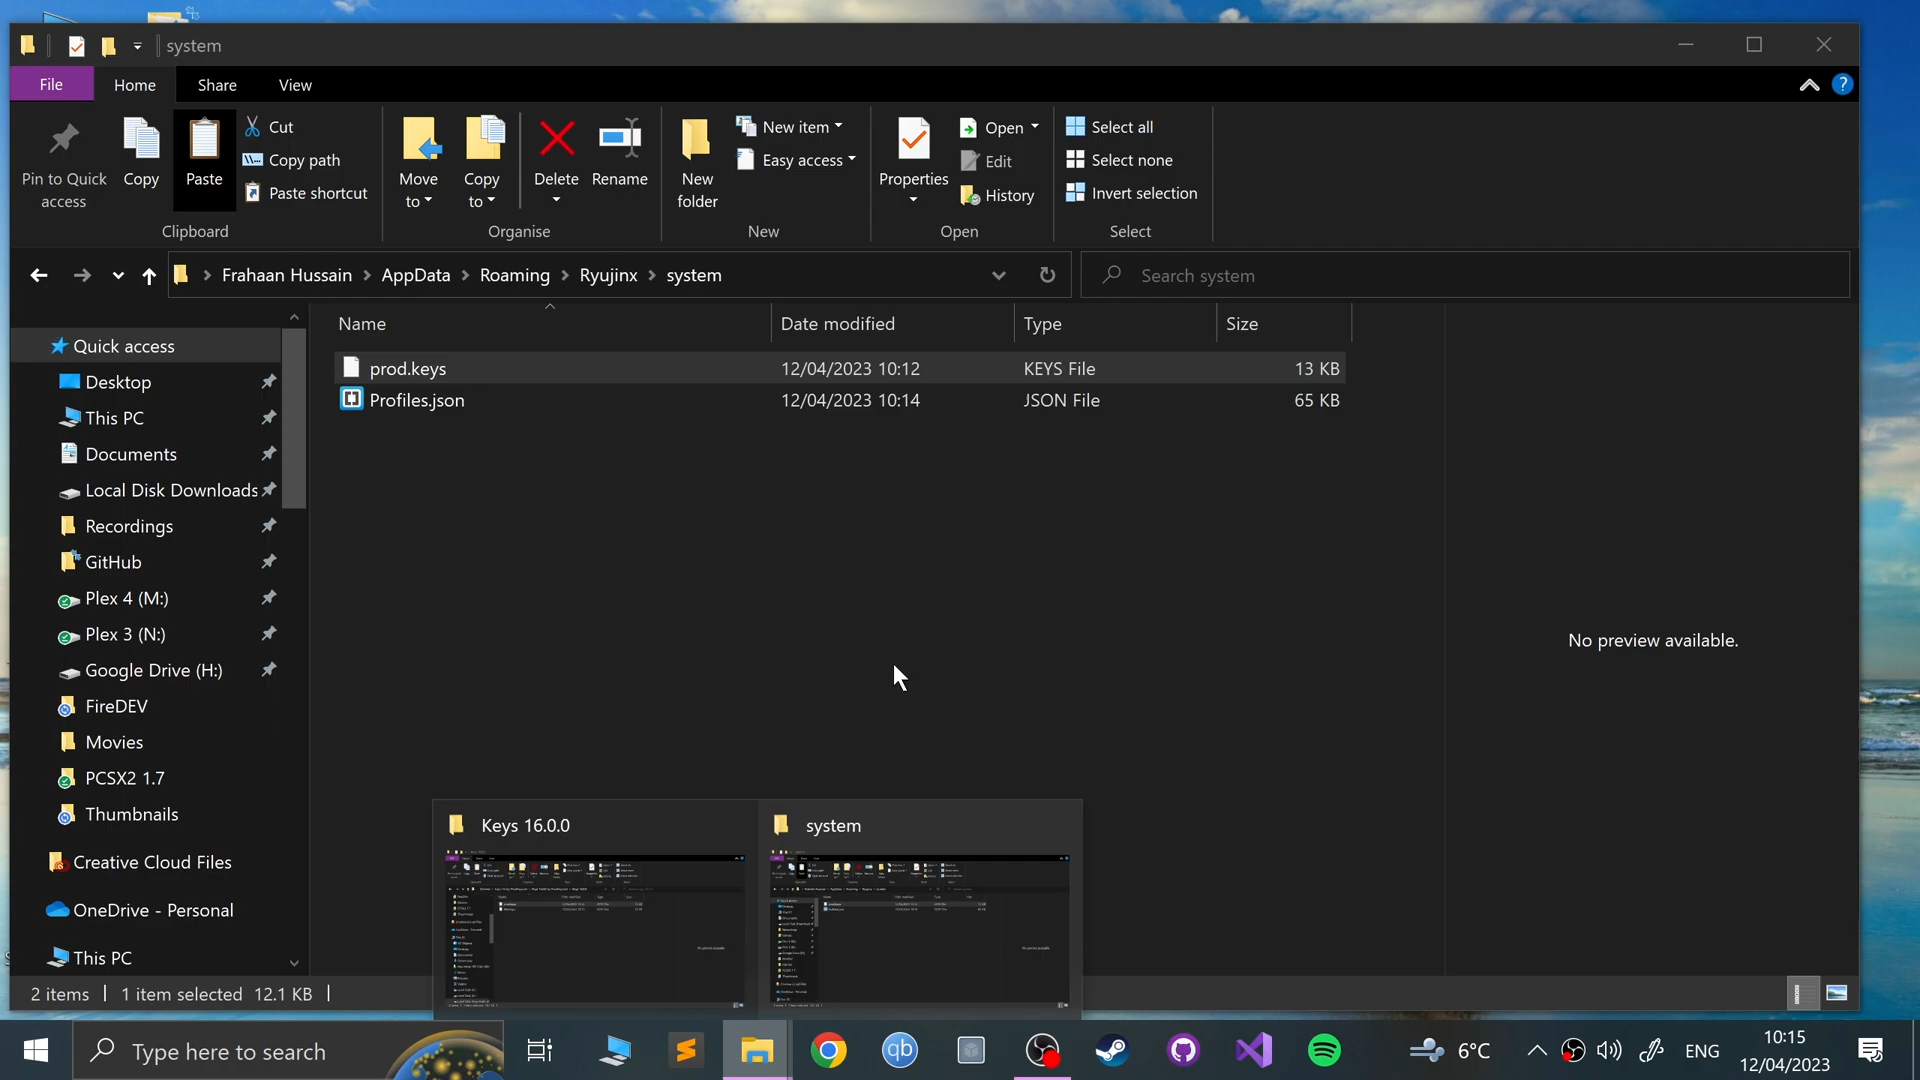 system
File
Home
Share
View
?
Pin to Quick
access
Copy
Paste
Cut
Copy path
Paste shortcut
Clipboard
Move
to
Copy
to
Delete
Rename
Organise
New
folder
New item
Easy access
New
Properties
Open
Edit
History
Open
Select all
Select none
Invert selection
Select
Frahaan Hussain > AppData > Roaming > Ryujinx > system
Search system
Name
Date modified
Type
Size
prod.keys
12/04/2023 10:12
KEYS File
13 KB
Profiles.json
12/04/2023 10:14
JSON File
65 KB
Quick access
Desktop
This PC
Documents
Local Disk Downloads
Recordings
GitHub
Plex 4 (M:)
Plex 3 (N:)
Google Drive (H:)
FireDEV
Movies
PCSX2 1.7
Thumbnails
Creative Cloud Files
OneDrive - Personal
This PC
No preview available.
Keys 16.0.0
system
2 items
1 item selected 12.1 KB
Type here to search
qb
6°C
ENG
10:15
12/04/2023